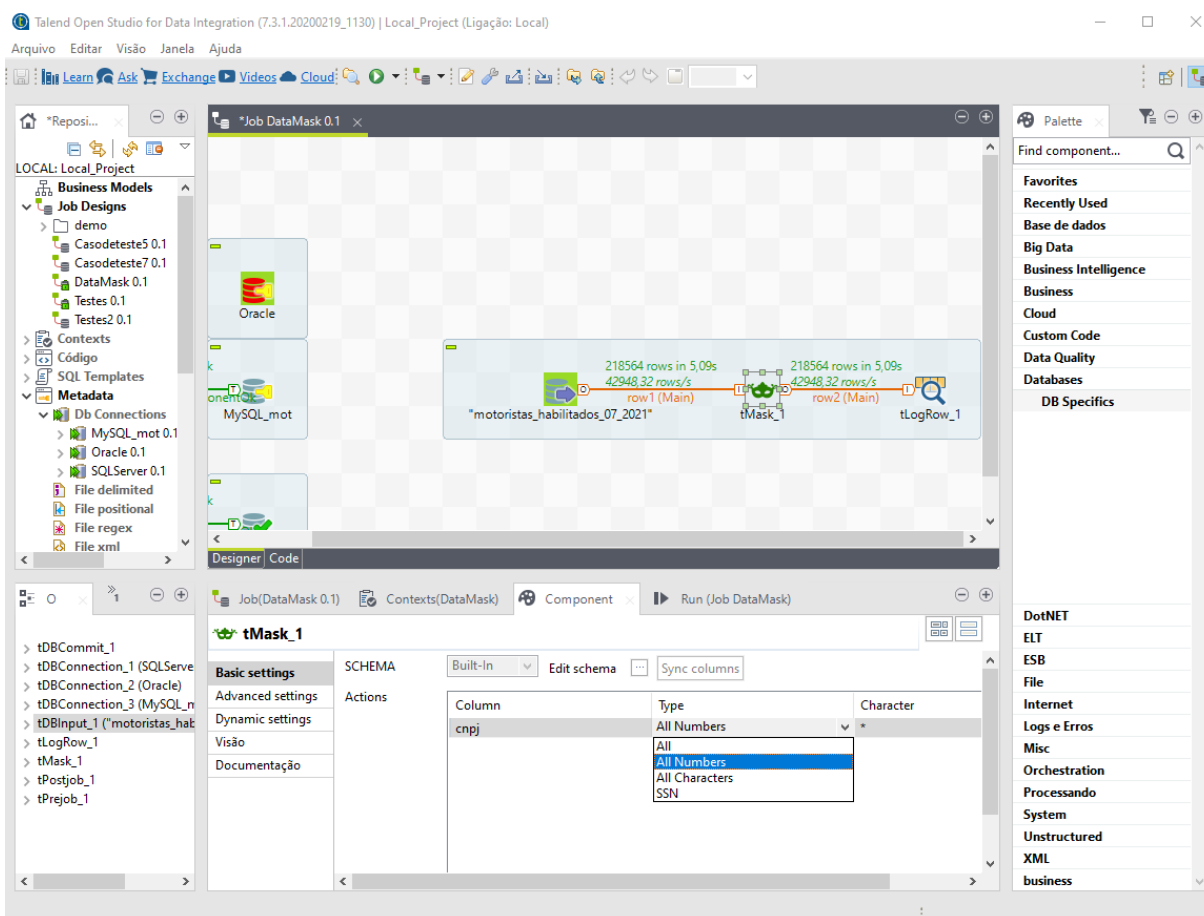 Talend Open Studio for Data Integration (7.3.1.20200219_1130) | Local_Project (Ligação: Local)
Arquivo Editar Visão Janela Ajuda
Learn Ask Exchange Videos Cloud
*Reposi...
LOCAL: Local_Project
Business Models
Job Designs
demo
Casodeteste5 0.1
Casodeteste7 0.1
DataMask 0.1
Testes 0.1
Testes2 0.1
Contexts
Código
SQL Templates
Metadata
Db Connections
MySQL_mot 0.1
Oracle 0.1
SQLServer 0.1
File delimited
File positional
File regex
File xml
*Job DataMask 0.1
Oracle
k
onentOk
MySQL_mot
k
218564 rows in 5,09s
42948,32 rows/s
row1 (Main)
218564 rows in 5,09s
42948,32 rows/s
row2 (Main)
"motoristas_habilitados_07_2021"
tMask_1
tLogRow_1
Designer Code
Palette
Find component...
Favorites
Recently Used
Base de dados
Big Data
Business Intelligence
Business
Cloud
Custom Code
Data Quality
Databases
DB Specifics
DotNET
ELT
ESB
File
Internet
Logs e Erros
Misc
Orchestration
Processando
System
Unstructured
XML
business
O
1
tDBCommit_1
tDBConnection_1 (SQLServe
tDBConnection_2 (Oracle)
tDBConnection_3 (MySQL_m
tDBInput_1 ("motoristas_hab
tLogRow_1
tMask_1
tPostjob_1
tPrejob_1
Job(DataMask 0.1) Contexts(DataMask) Component Run (Job DataMask)
tMask_1
Basic settings
Advanced settings
Dynamic settings
Visão
Documentação
SCHEMA Built-In Edit schema ... Sync columns
Actions
Column Type Character
cnpj All Numbers *
All
All Numbers
All Characters
SSN